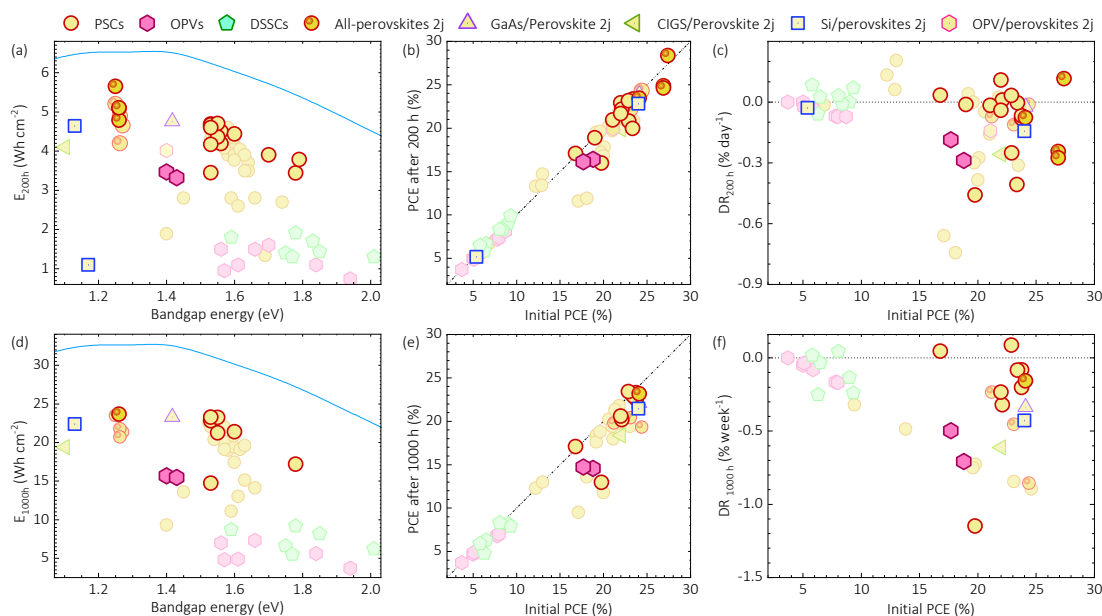 PSCs OPVs DSSCs All-perovskites 2j GaAs/Perovskite 2j CIGS/Perovskite 2j Si/perovskites 2j OPV/perovskites 2j
(a)
E200h (Wh cm-2)
6
5
4
3
2
1
1.2 1.4 1.6 1.8 2.0
Bandgap energy (eV)
(b)
PCE after 200 h (%)
30
25
20
15
10
5
5 10 15 20 25 30
Initial PCE (%)
(c)
DR200 h (% day-1)
0.3
0.0
-0.3
-0.6
-0.9
5 10 15 20 25 30
Initial PCE (%)
(d)
E1000h (Wh cm-2)
30
25
20
15
10
5
1.2 1.4 1.6 1.8 2.0
Bandgap energy (eV)
(e)
PCE after 1000 h (%)
30
25
20
15
10
5
5 10 15 20 25 30
Initial PCE (%)
(f)
DR1000 h (% week-1)
0.0
-0.5
-1.0
-1.5
5 10 15 20 25 30
Initial PCE (%)